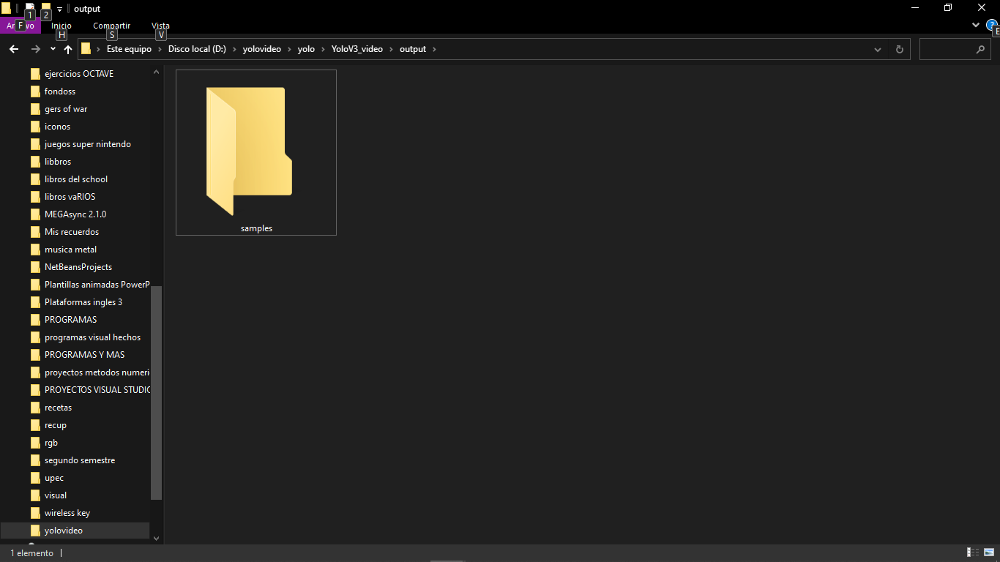 output
1 2
Archivo Inicio Compartir Vista
F H S V
E
Este equipo Disco local (D:) yolovideo yolo YoloV3_video output
ejercicios OCTAVE
fondoss
gers of war
iconos
juegos super nintendo
libbros
libros del school
libros vaRIOS
MEGAsync 2.1.0
Mis recuerdos
musica metal
NetBeansProjects
Plantillas animadas PowerP
Plataformas ingles 3
PROGRAMAS
programas visual hechos
PROGRAMAS Y MAS
proyectos metodos numeri
PROYECTOS VISUAL STUDIO
recetas
recup
rgb
segundo semestre
upec
visual
wireless key
yolovideo
samples
1 elemento